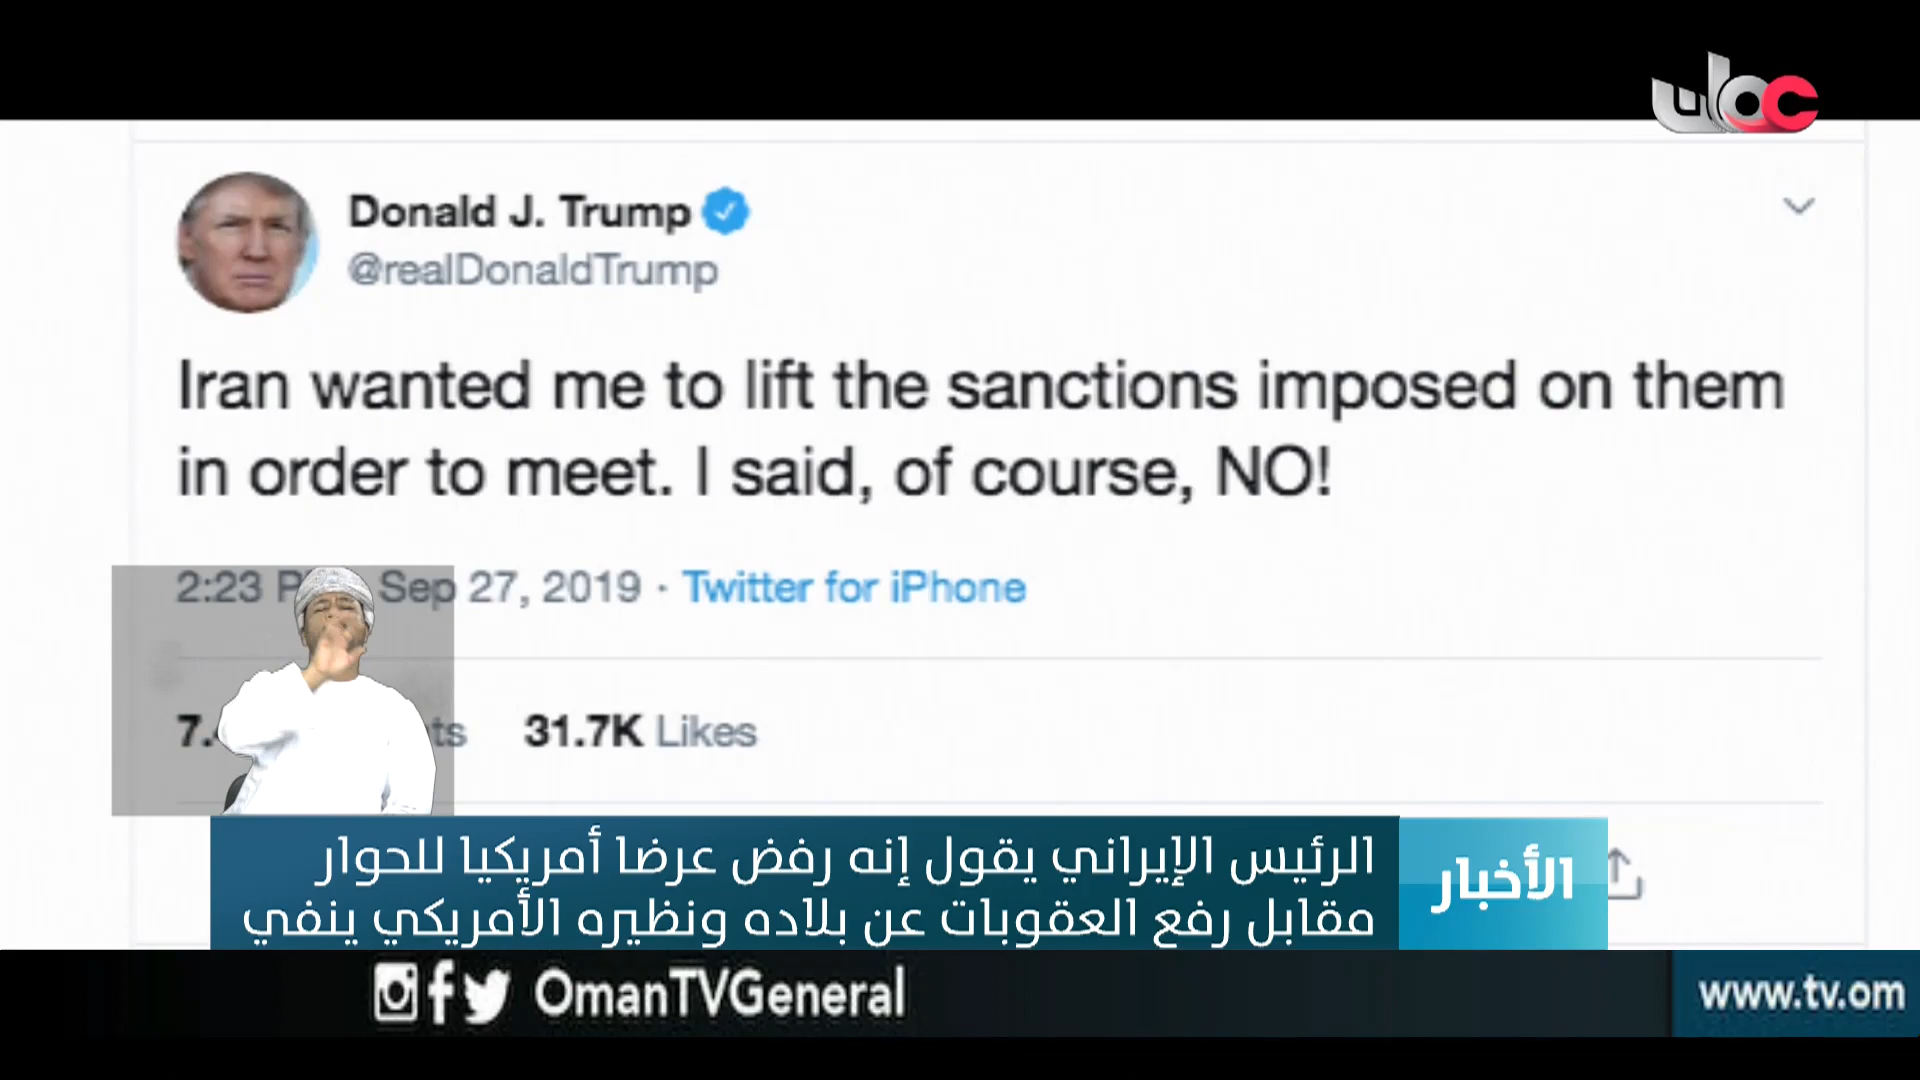 عمان
Donald J. Trump
@realDonaldTrump
Iran wanted me to lift the sanctions imposed on them
in order to meet. I said, of course, NO!
2:23 Sep 27, 2019 · Twitter for iPhone
31.7K Likes
الأخبار
الرئيس الإيراني يقول إنه رفض عرضا أمريكيا للحوار
مقابل رفع العقوبات عن بلاده ونظيره الأمريكي ينفي
OmanTVGeneral
www.tv.om